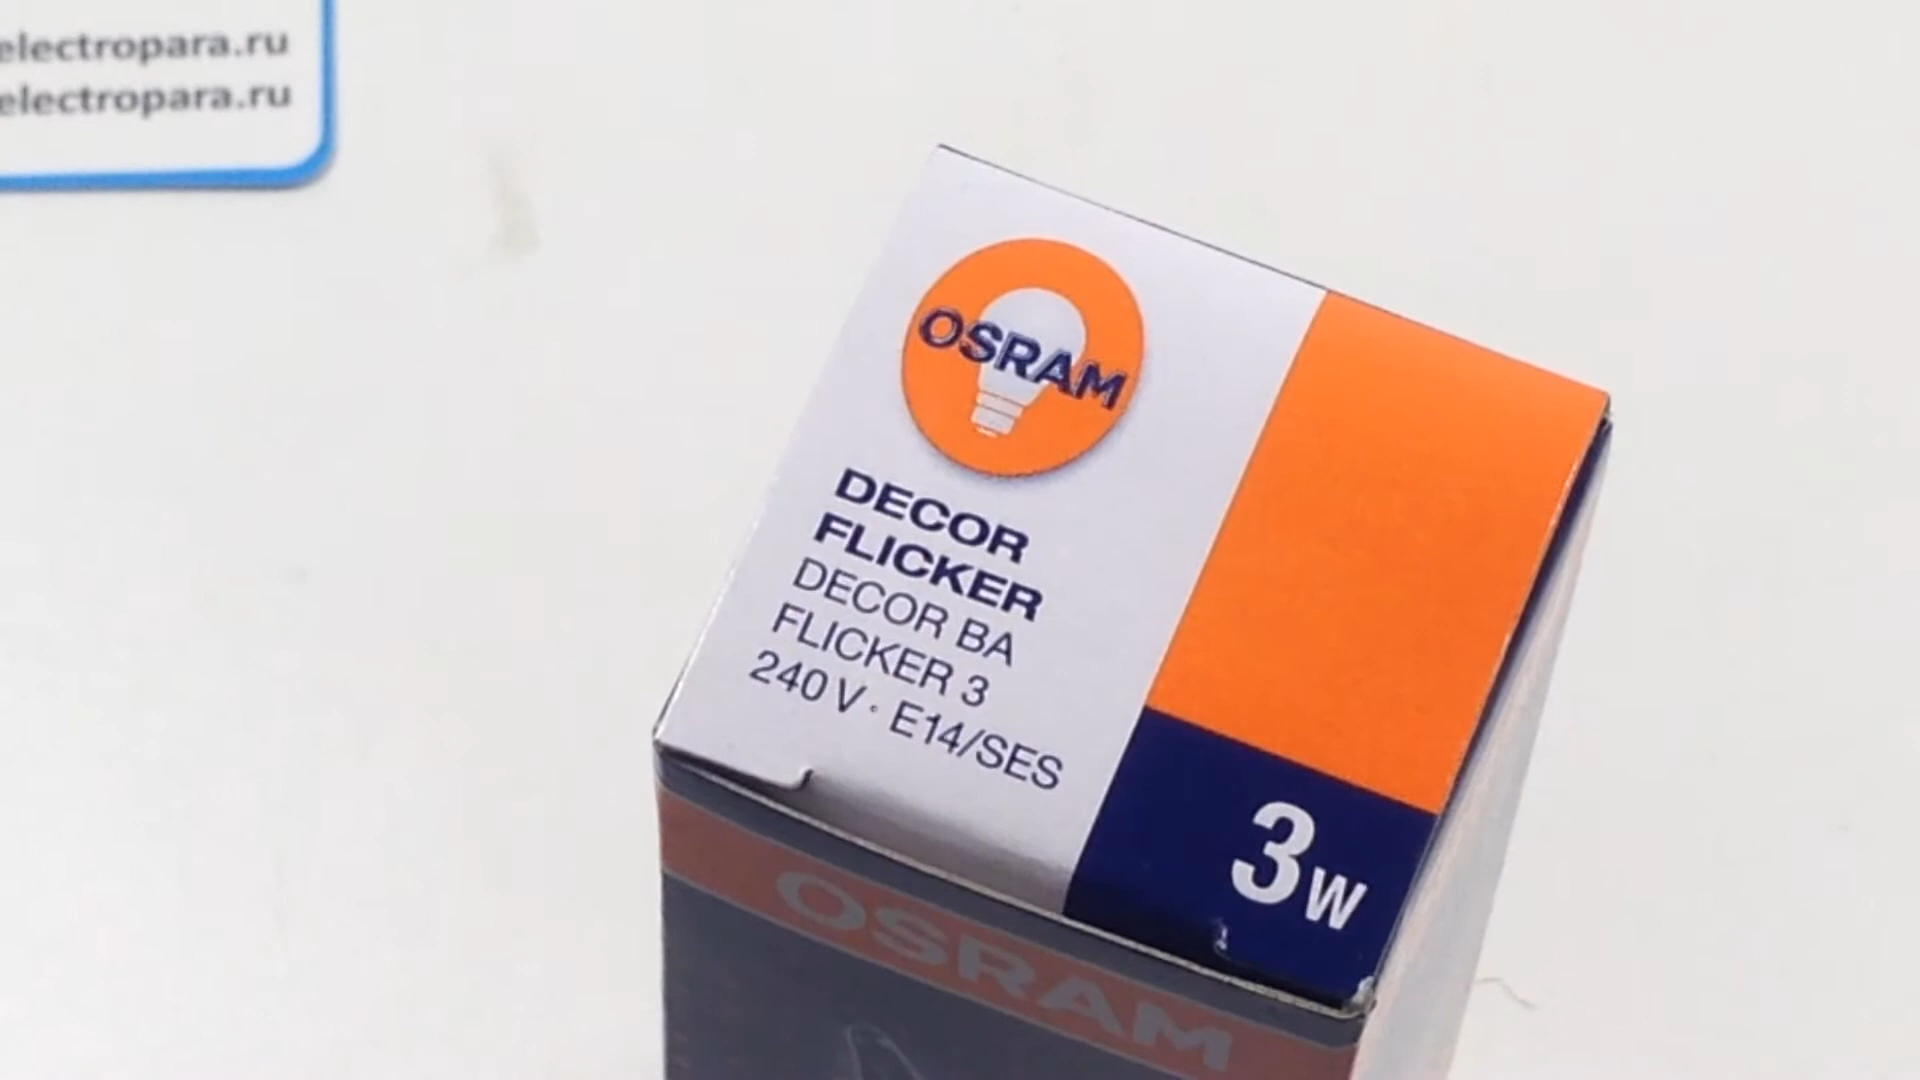 electropara.ru
electropara.ru
OSRAM
DECOR
FLICKER
DECOR BA
FLICKER 3
240 V · E14/SES
3W
OSRAM